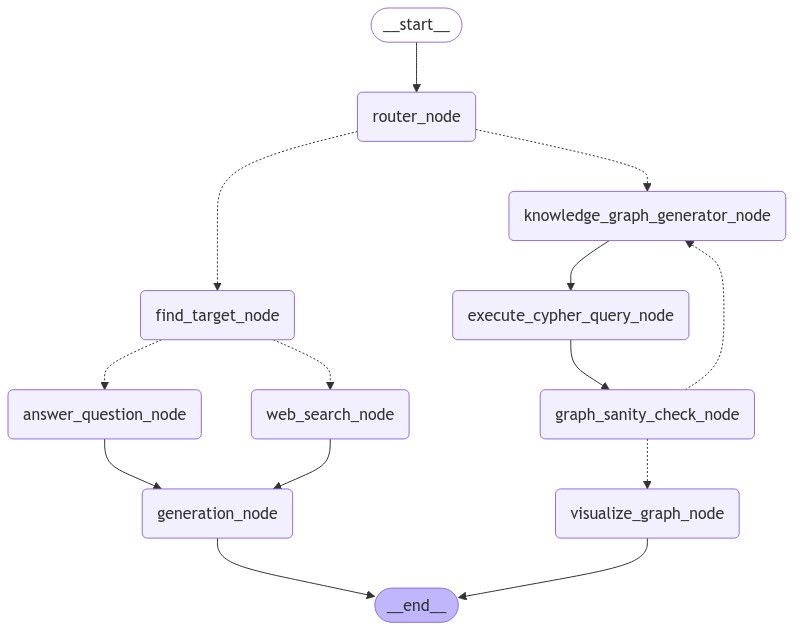 __start__
router_node
knowledge_graph_generator_node
find_target_node
execute_cypher_query_node
answer_question_node
web_search_node
graph_sanity_check_node
generation_node
visualize_graph_node
__end__